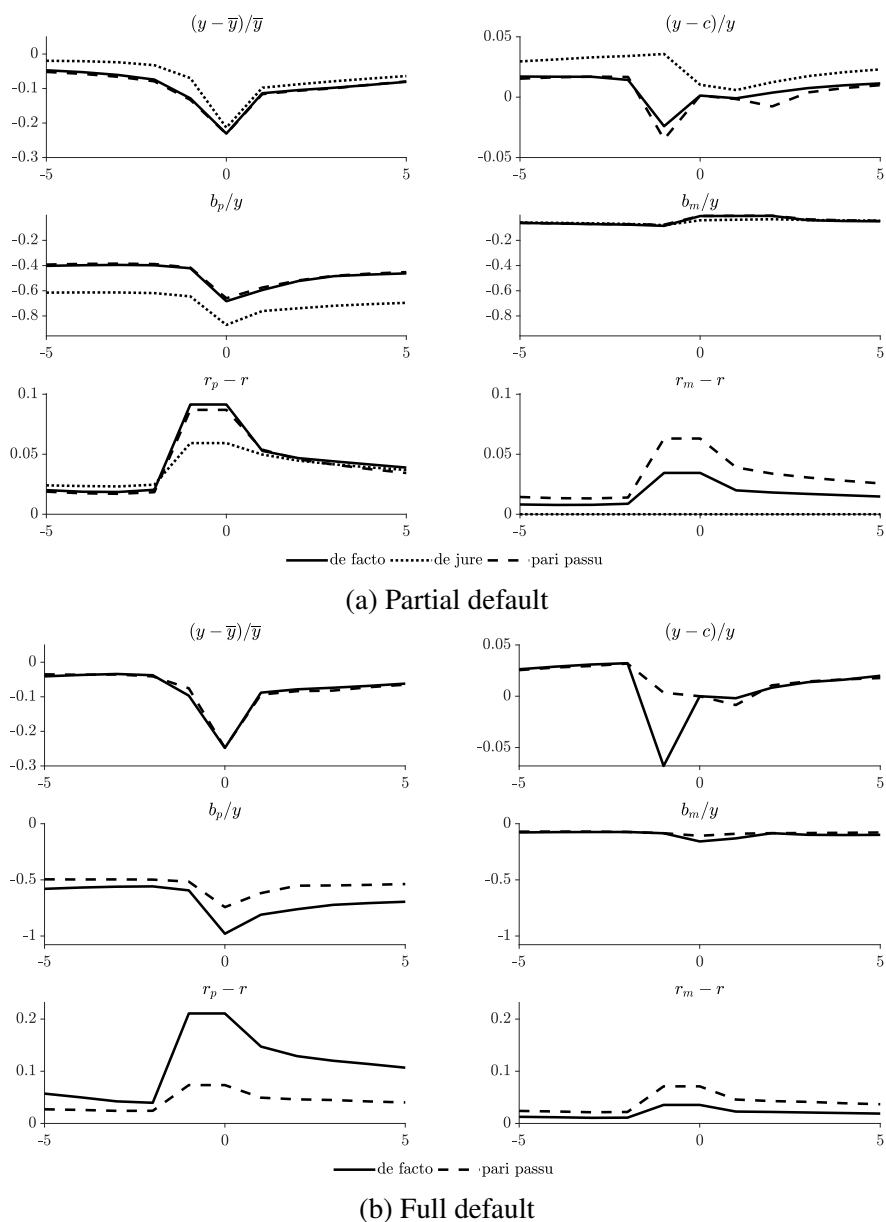 (y − y̅)/y̅ (y − c)/y
0 0.05
-0.1 0
-0.2
-0.3 -0.05
-5 0 5 -5 0 5
b_p/y b_m/y
-0.2 -0.2
-0.4 -0.4
-0.6 -0.6
-0.8 -0.8
-5 0 5 -5 0 5
r_p − r r_m − r
0.1 0.1
0.05 0.05
0 0
-5 0 5 -5 0 5
de facto de jure pari passu
(a) Partial default
(y − y̅)/y̅ (y − c)/y
0 0.05
-0.1 0
-0.2
-0.3 -0.05
-5 0 5 -5 0 5
b_p/y b_m/y
0 0
-0.5 -0.5
-1 -1
-5 0 5 -5 0 5
r_p − r r_m − r
0.2 0.2
0.1 0.1
0 0
-5 0 5 -5 0 5
de facto pari passu
(b) Full default